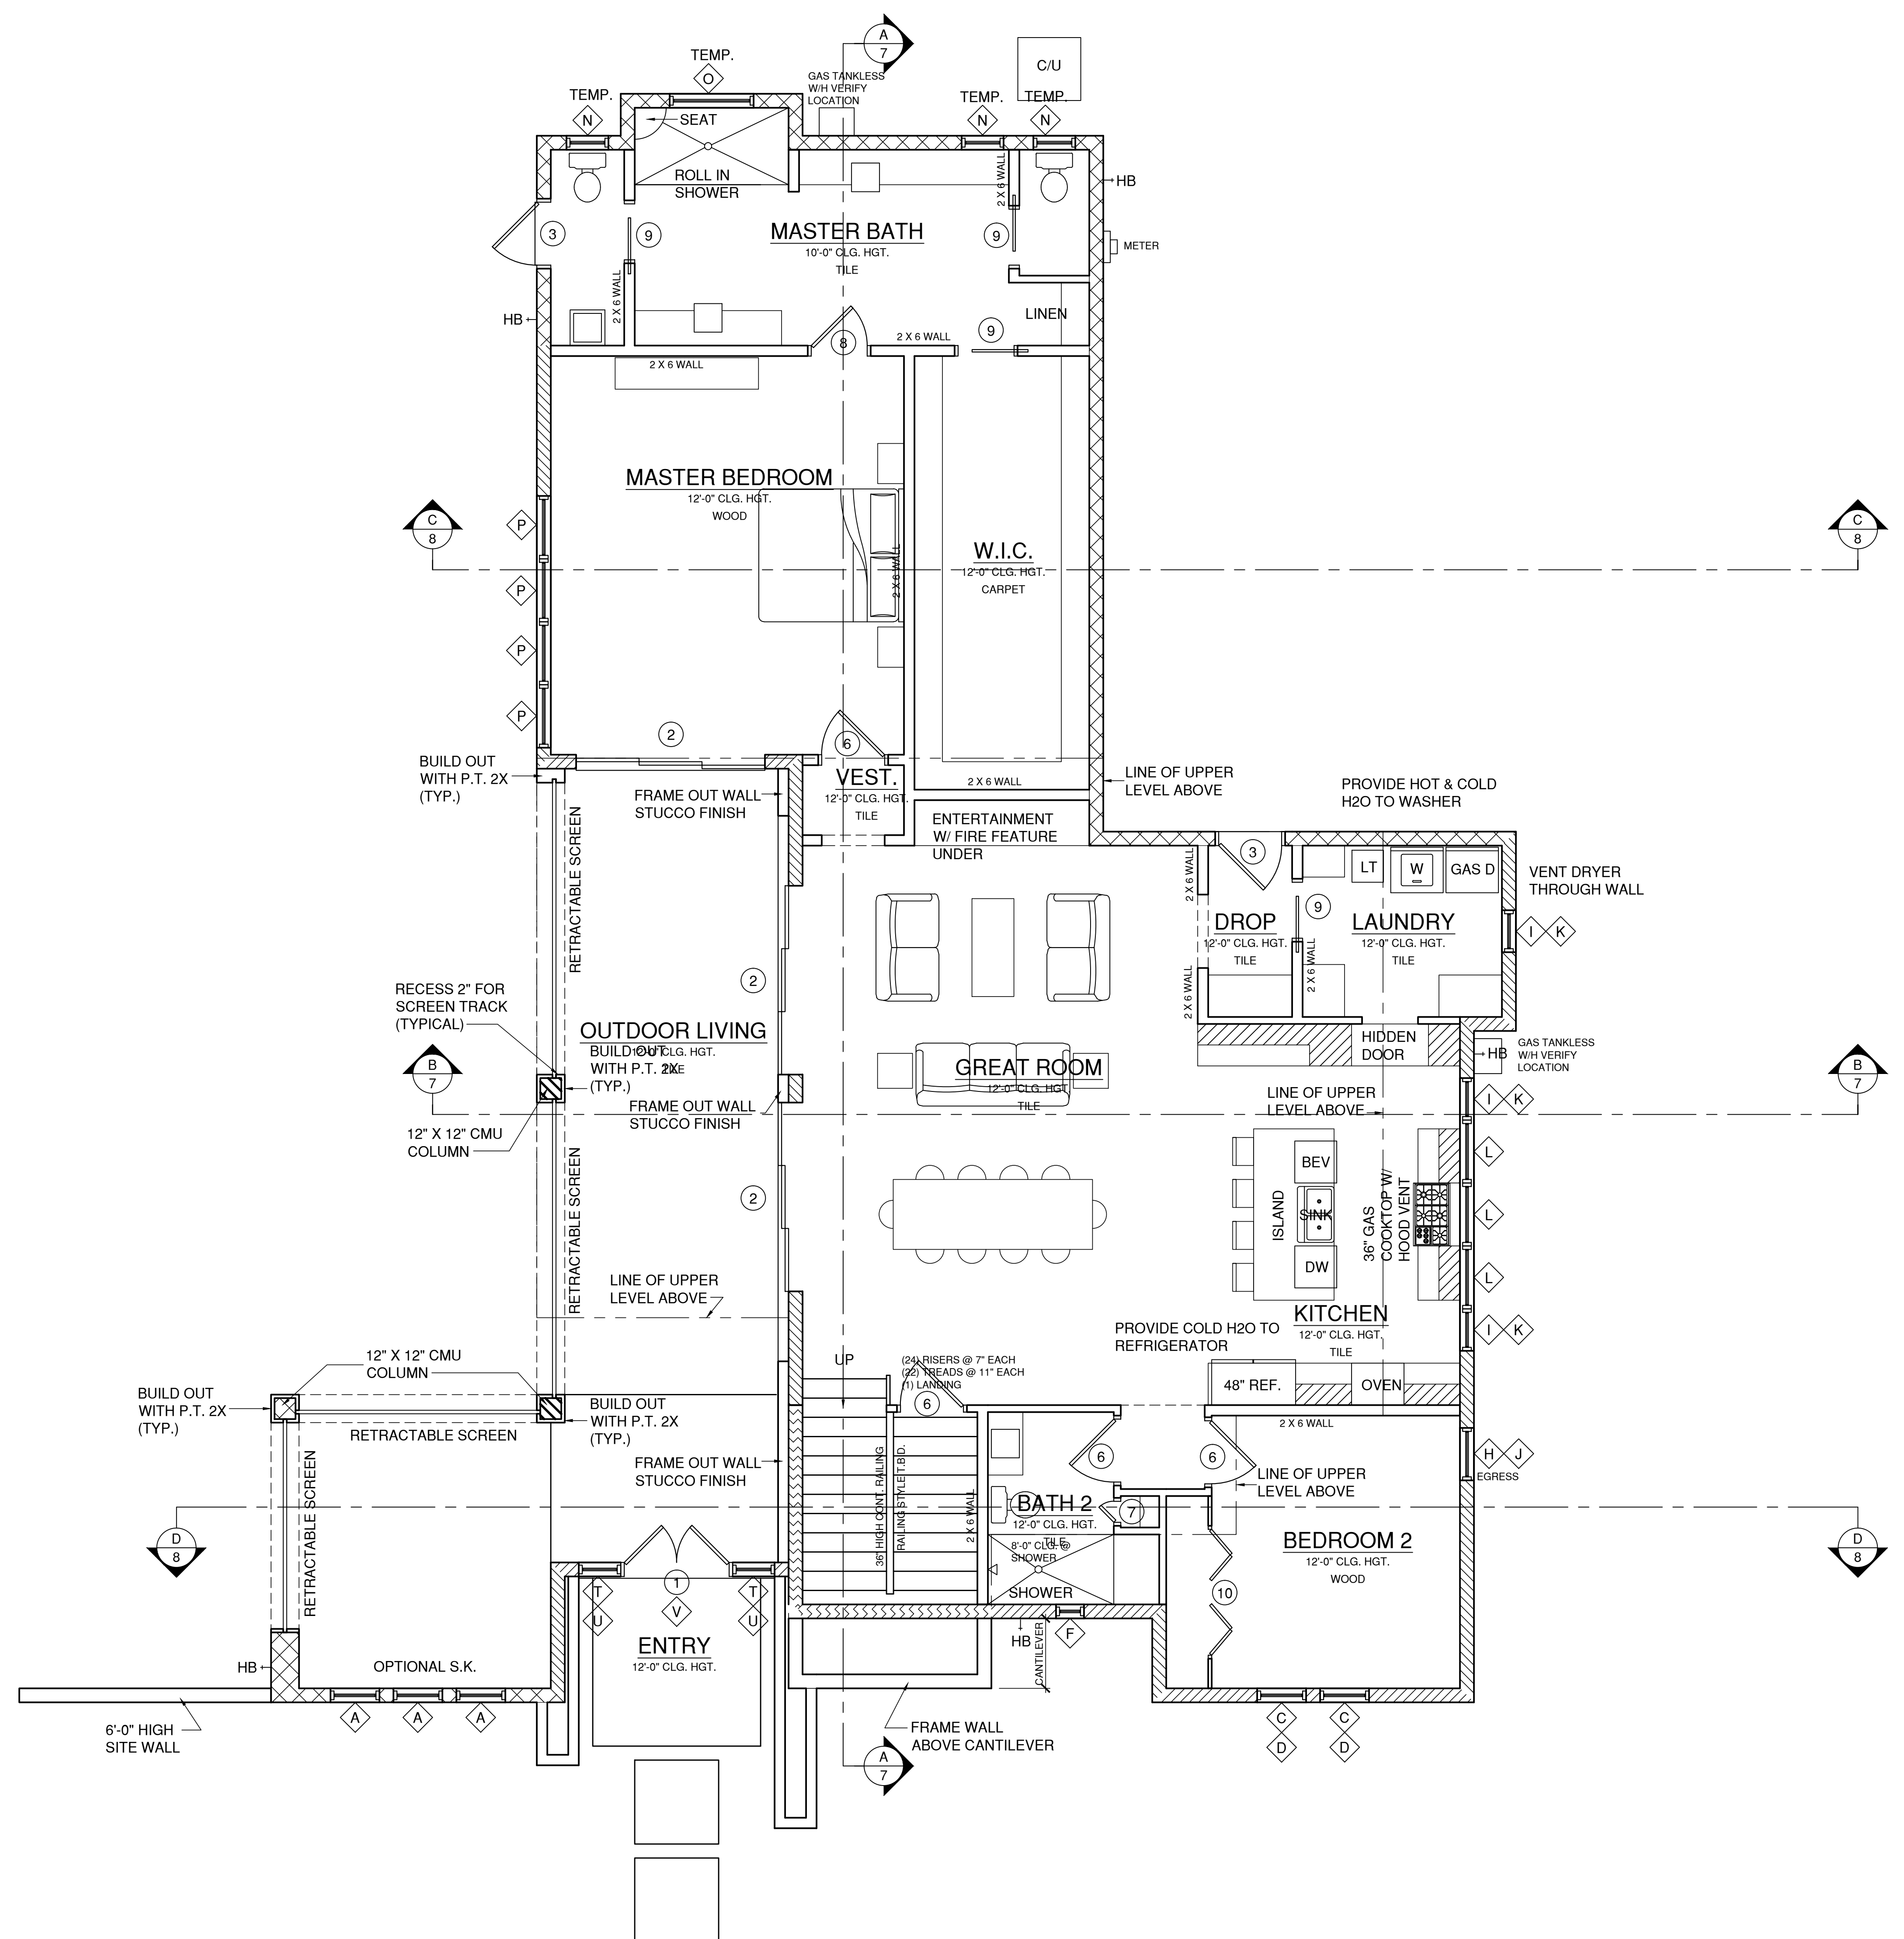 A
7
C/U
TEMP.
O
GAS TANKLESS
W/H VERIFY
LOCATION
TEMP.
N
TEMP.
N
TEMP.
N
SEAT
ROLL IN
SHOWER
2 X 6 WALL
HB
3
9
MASTER BATH
10'-0" CLG. HGT.
TILE
9
METER
2 X 6 WALL
HB
LINEN
8
2 X 6 WALL
9
2 X 6 WALL
MASTER BEDROOM
12'-0" CLG. HGT.
WOOD
C
8
P
P
P
P
2 X 6 WALL
W.I.C.
12'-0" CLG. HGT.
CARPET
C
8
2
6
BUILD OUT
WITH P.T. 2X
(TYP.)
FRAME OUT WALL
STUCCO FINISH
VEST.
12'-0" CLG. HGT.
TILE
2 X 6 WALL
LINE OF UPPER
LEVEL ABOVE
PROVIDE HOT & COLD
H2O TO WASHER
ENTERTAINMENT
W/ FIRE FEATURE
UNDER
RETRACTABLE SCREEN
2 X 6 WALL
3
LT
W
GAS D
VENT DRYER
THROUGH WALL
9
DROP
12'-0" CLG. HGT.
TILE
LAUNDRY
12'-0" CLG. HGT.
TILE
I
K
2 X 6 WALL
2 X 6 WALL
2
RECESS 2" FOR
SCREEN TRACK
(TYPICAL)
OUTDOOR LIVING
12'-0" CLG. HGT.
TILE
BUILD OUT
WITH P.T. 2X
(TYP.)
HIDDEN
DOOR
HB
GAS TANKLESS
W/H VERIFY
LOCATION
B
7
GREAT ROOM
12'-0" CLG. HGT.
TILE
B
7
FRAME OUT WALL
STUCCO FINISH
LINE OF UPPER
LEVEL ABOVE
I
K
12" X 12" CMU
COLUMN
RETRACTABLE SCREEN
2
BEV
ISLAND
SINK
DW
36" GAS
COOKTOP W/
HOOD VENT
L
L
L
LINE OF UPPER
LEVEL ABOVE
KITCHEN
12'-0" CLG. HGT.
TILE
I
K
PROVIDE COLD H2O TO
REFRIGERATOR
12" X 12" CMU
COLUMN
UP
(24) RISERS @ 7" EACH
(22) TREADS @ 11" EACH
(1) LANDING
48" REF.
OVEN
BUILD OUT
WITH P.T. 2X
(TYP.)
BUILD OUT
WITH P.T. 2X
(TYP.)
6
2 X 6 WALL
RETRACTABLE SCREEN
RETRACTABLE SCREEN
FRAME OUT WALL
STUCCO FINISH
36" HIGH CONT. RAILING
RAILING STYLE T.B.D.
2 X 6 WALL
6
6
LINE OF UPPER
LEVEL ABOVE
H
J
EGRESS
D
8
BATH 2
12'-0" CLG. HGT.
TILE
8'-0" CLG. @
SHOWER
7
BEDROOM 2
12'-0" CLG. HGT.
WOOD
D
8
T
U
1
V
T
U
SHOWER
10
ENTRY
12'-0" CLG. HGT.
HB
CANTILEVER
F
HB
OPTIONAL S.K.
A
A
A
C
D
C
D
6'-0" HIGH
SITE WALL
FRAME WALL
ABOVE CANTILEVER
A
7